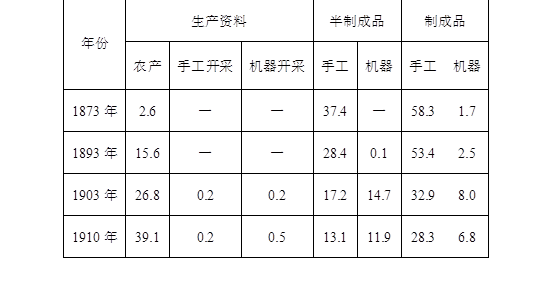 年份 生产资料 半制成品 制成品
农产 手工开采 机器开采 手工 机器 手工 机器
1873 年 2.6 — — 37.4 — 58.3 1.7
1893 年 15.6 — — 28.4 0.1 53.4 2.5
1903 年 26.8 0.2 0.2 17.2 14.7 32.9 8.0
1910 年 39.1 0.2 0.5 13.1 11.9 28.3 6.8